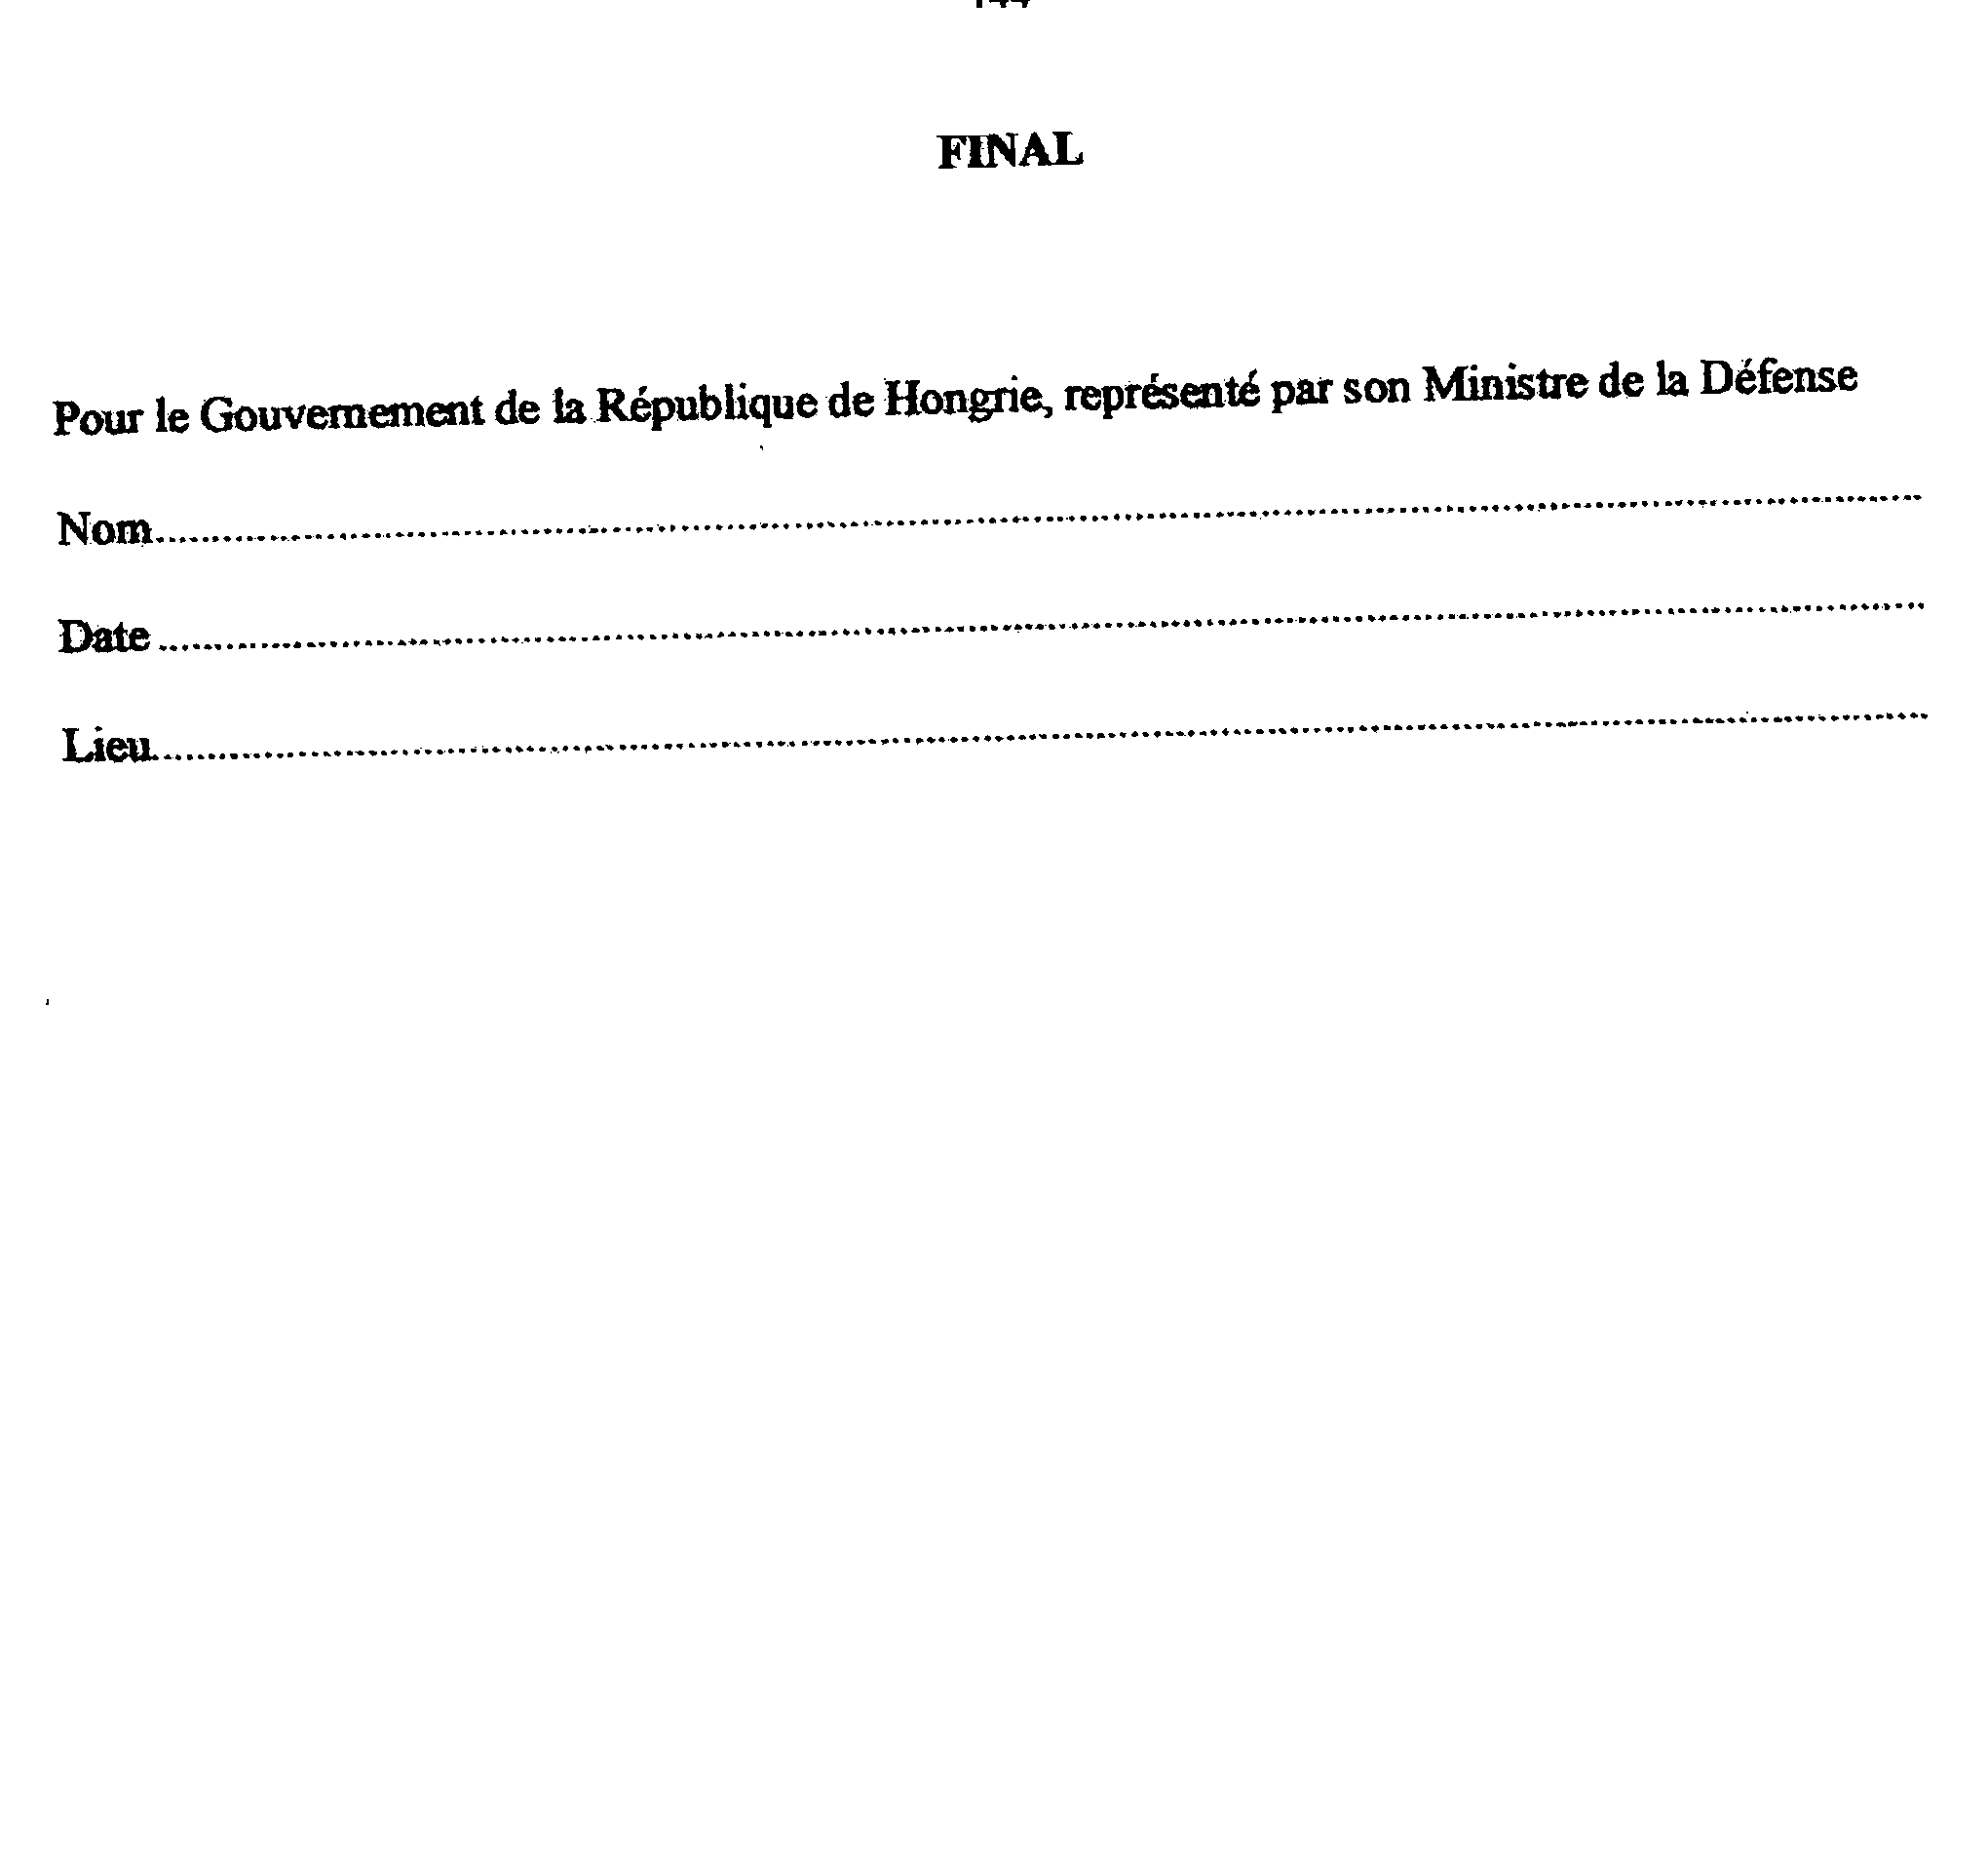 FINAL
Pour le Gouvernement de la République de Hongrie, représenté par son Ministre de la Défense
Nom
Date
Lieu